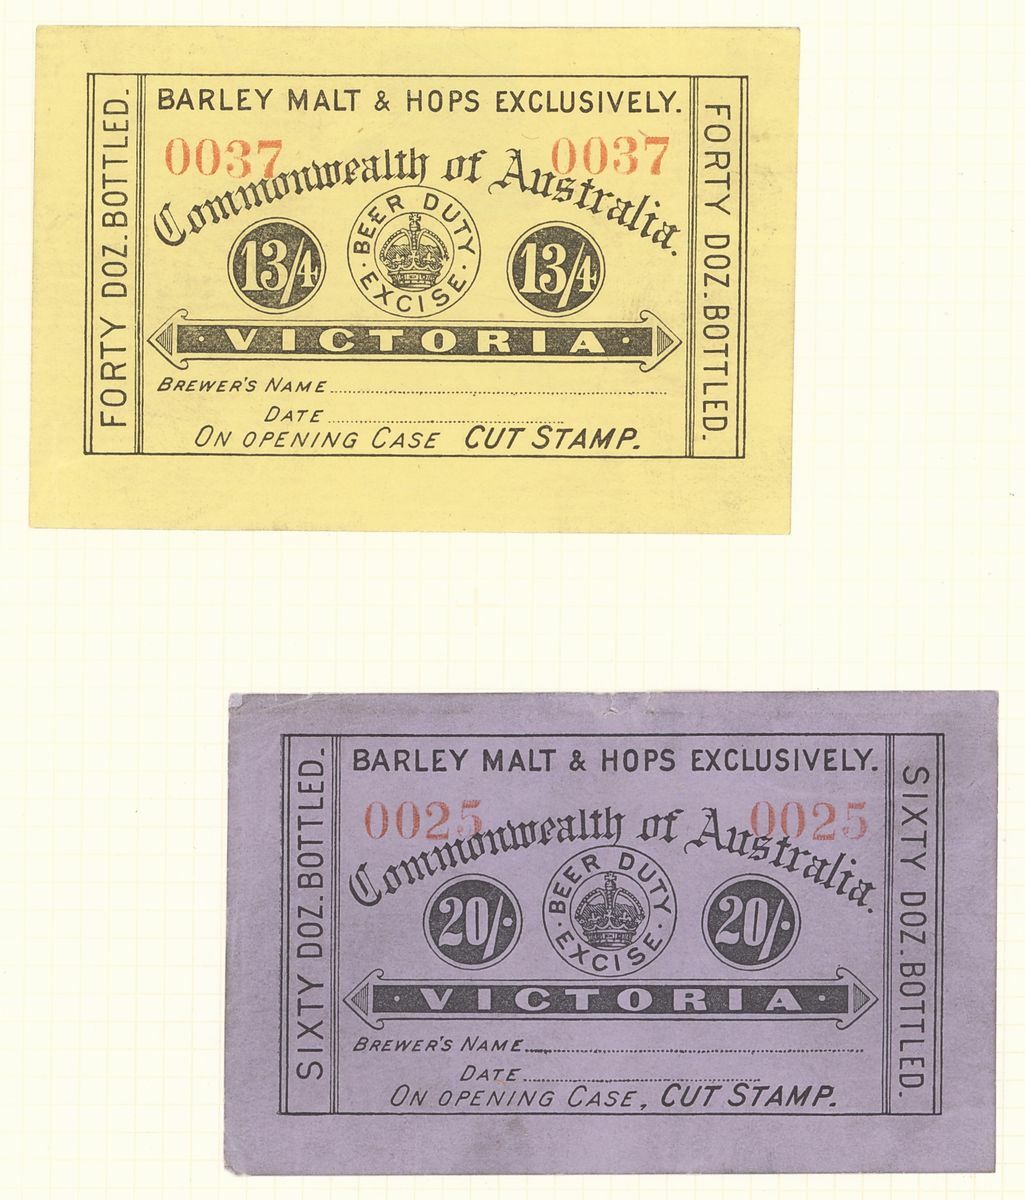 BARLEY MALT & HOPS EXCLUSIVELY.
0037 0037
Commonwealth of Australia.
BEER DUTY
·EXCISE·
13/4 13/4
·VICTORIA·
BREWER'S NAME
DATE
ON OPENING CASE CUT STAMP.
FORTY DOZ. BOTTLED.
FORTY DOZ. BOTTLED.
BARLEY MALT & HOPS EXCLUSIVELY.
0025 0025
Commonwealth of Australia.
BEER DUTY
·EXCISE·
20/- 20/-
·VICTORIA·
BREWER'S NAME
DATE
ON OPENING CASE, CUT STAMP.
SIXTY DOZ. BOTTLED.
SIXTY DOZ. BOTTLED.